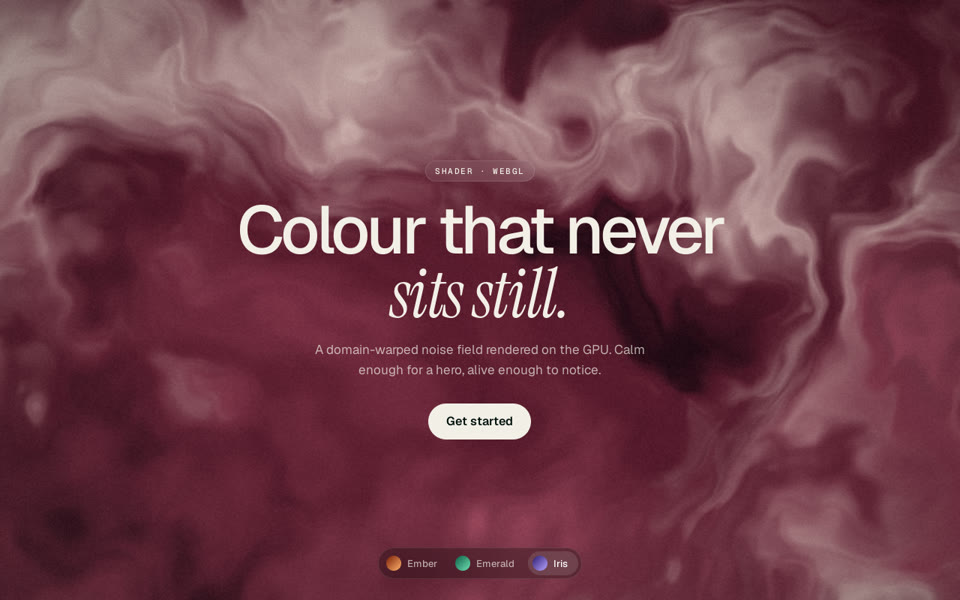 SHADER · WEBGL
Colour that never
sits still.
A domain-warped noise field rendered on the GPU. Calm
enough for a hero, alive enough to notice.
Get started
Ember Emerald Iris